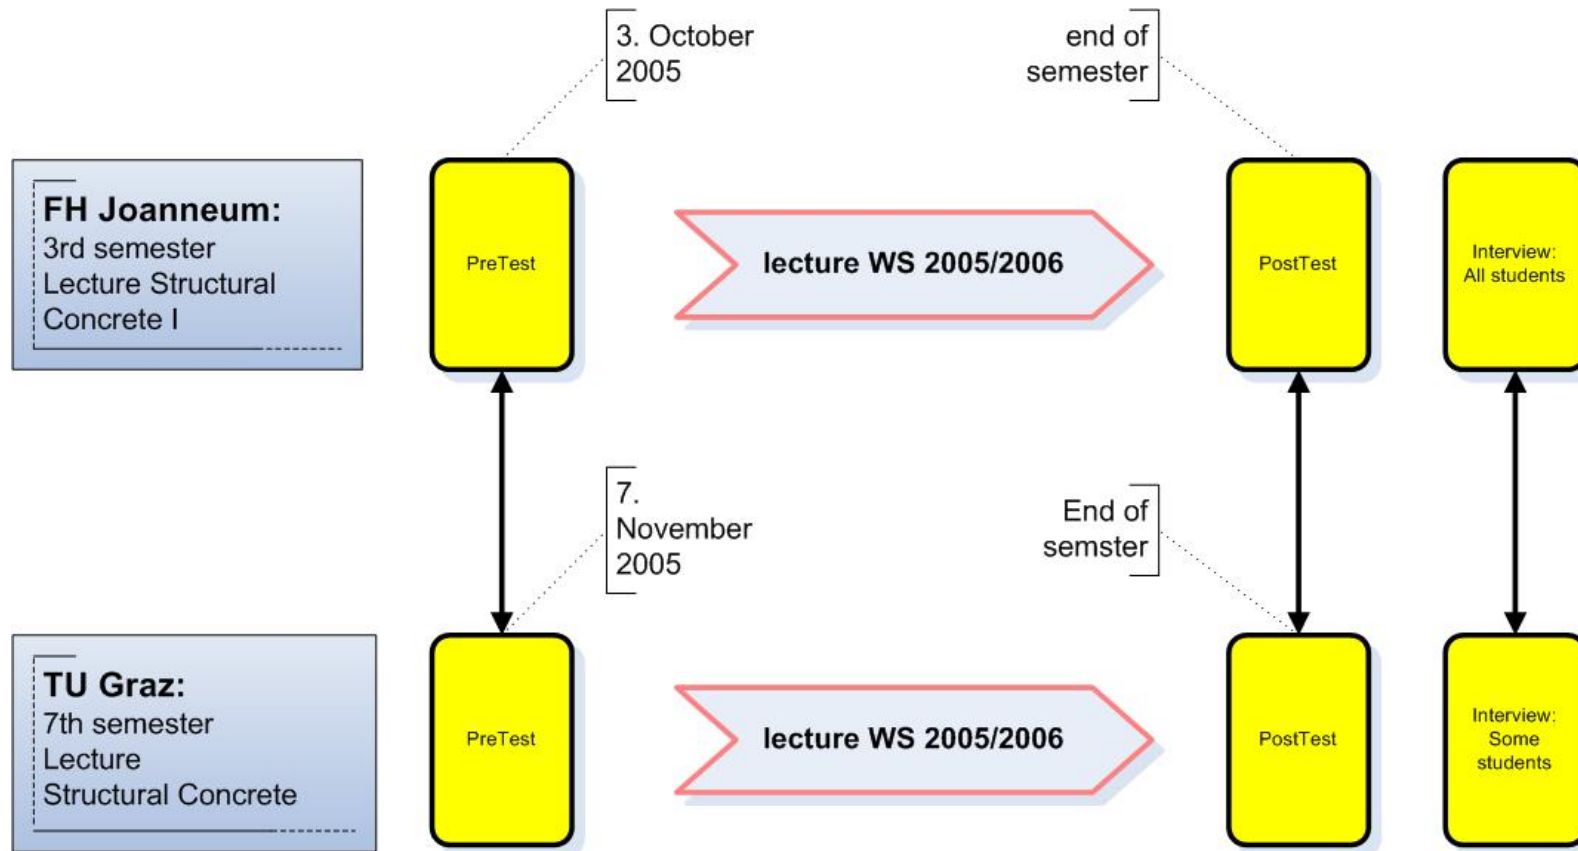 3. October
2005
end of
semester
FH Joanneum:
3rd semester
Lecture Structural
Concrete I
PreTest
lecture WS 2005/2006
PostTest
Interview:
All students
7.
November
2005
End of
semster
TU Graz:
7th semester
Lecture
Structural Concrete
PreTest
lecture WS 2005/2006
PostTest
Interview:
Some
students